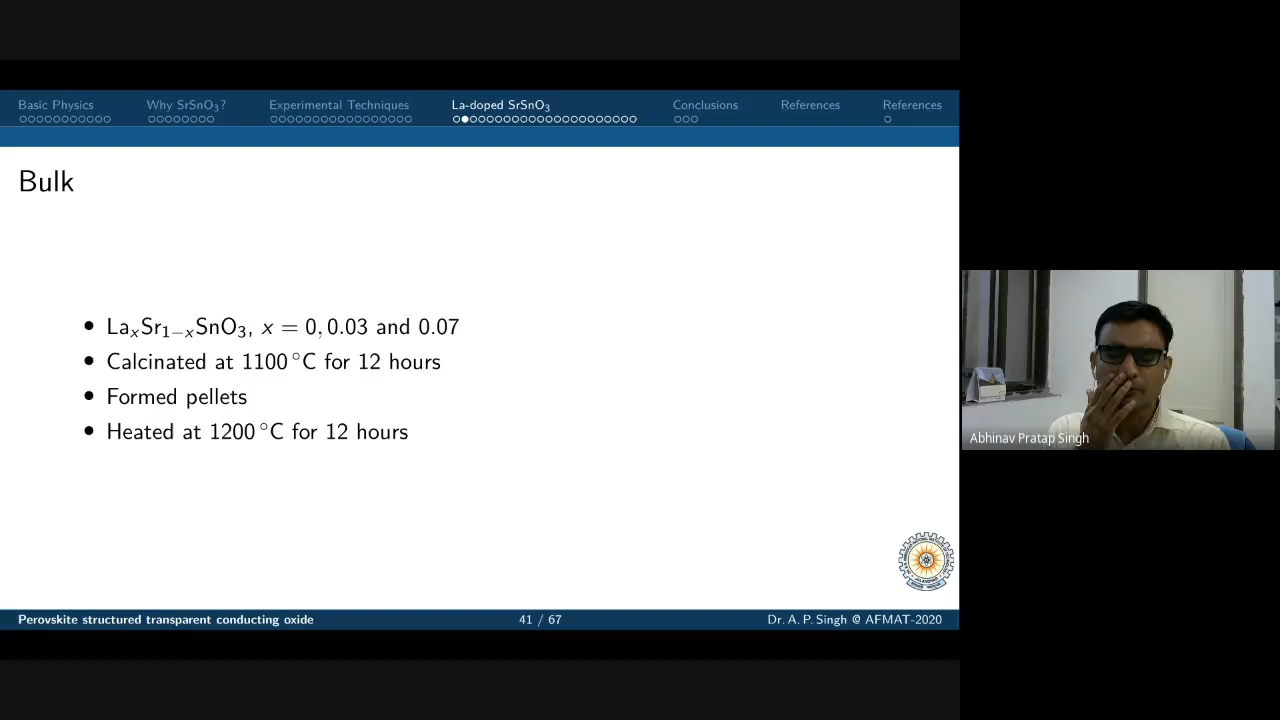 Basic Physics Why SrSnO₃? Experimental Techniques La-doped SrSnO₃ Conclusions References References
Bulk
• LaₓSr₁₋ₓSnO₃, x = 0, 0.03 and 0.07
• Calcinated at 1100 °C for 12 hours
• Formed pellets
• Heated at 1200 °C for 12 hours
Abhinav Pratap Singh
JALANDHAR
Perovskite structured transparent conducting oxide 41 / 67 Dr. A. P. Singh @ AFMAT-2020